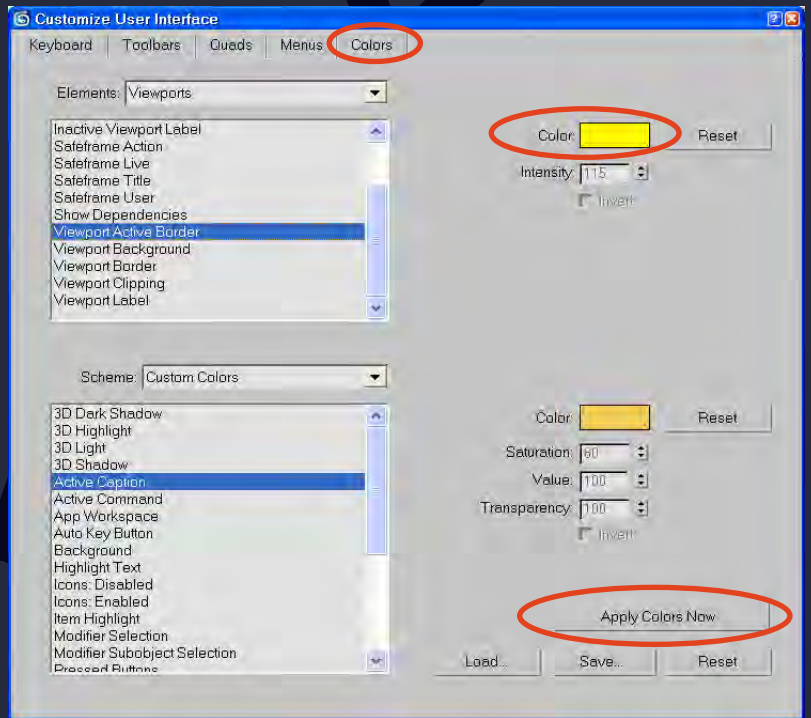 Customize User Interface
Keyboard Toolbars Quads Menus Colors
Elements: Viewports
Inactive Viewport Label
Safeframe Action
Safeframe Live
Safeframe Title
Safeframe User
Show Dependencies
Viewport Active Border
Viewport Background
Viewport Border
Viewport Clipping
Viewport Label
Color: Reset
Intensity: 115
Invert
Scheme: Custom Colors
3D Dark Shadow
3D Highlight
3D Light
3D Shadow
Active Caption
Active Command
App Workspace
Auto Key Button
Background
Highlight Text
Icons: Disabled
Icons: Enabled
Item Highlight
Modifier Selection
Modifier Subobject Selection
Pressed Buttons
Color: Reset
Saturation: 60
Value: 100
Transparency: 100
Invert
Apply Colors Now
Load... Save... Reset